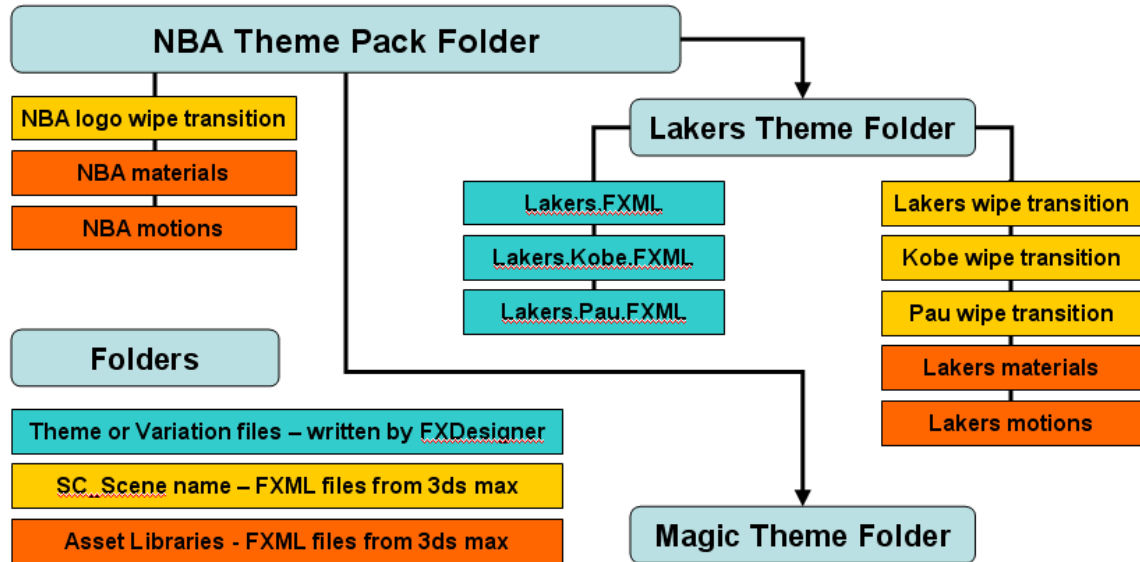 NBA Theme Pack Folder
NBA logo wipe transition
NBA materials
NBA motions
Lakers Theme Folder
Lakers.FXML
Lakers.Kobe.FXML
Lakers.Pau.FXML
Lakers wipe transition
Kobe wipe transition
Pau wipe transition
Lakers materials
Lakers motions
Folders
Theme or Variation files – written by FXDesigner
SC_Scene name – FXML files from 3ds max
Asset Libraries - FXML files from 3ds max
Magic Theme Folder